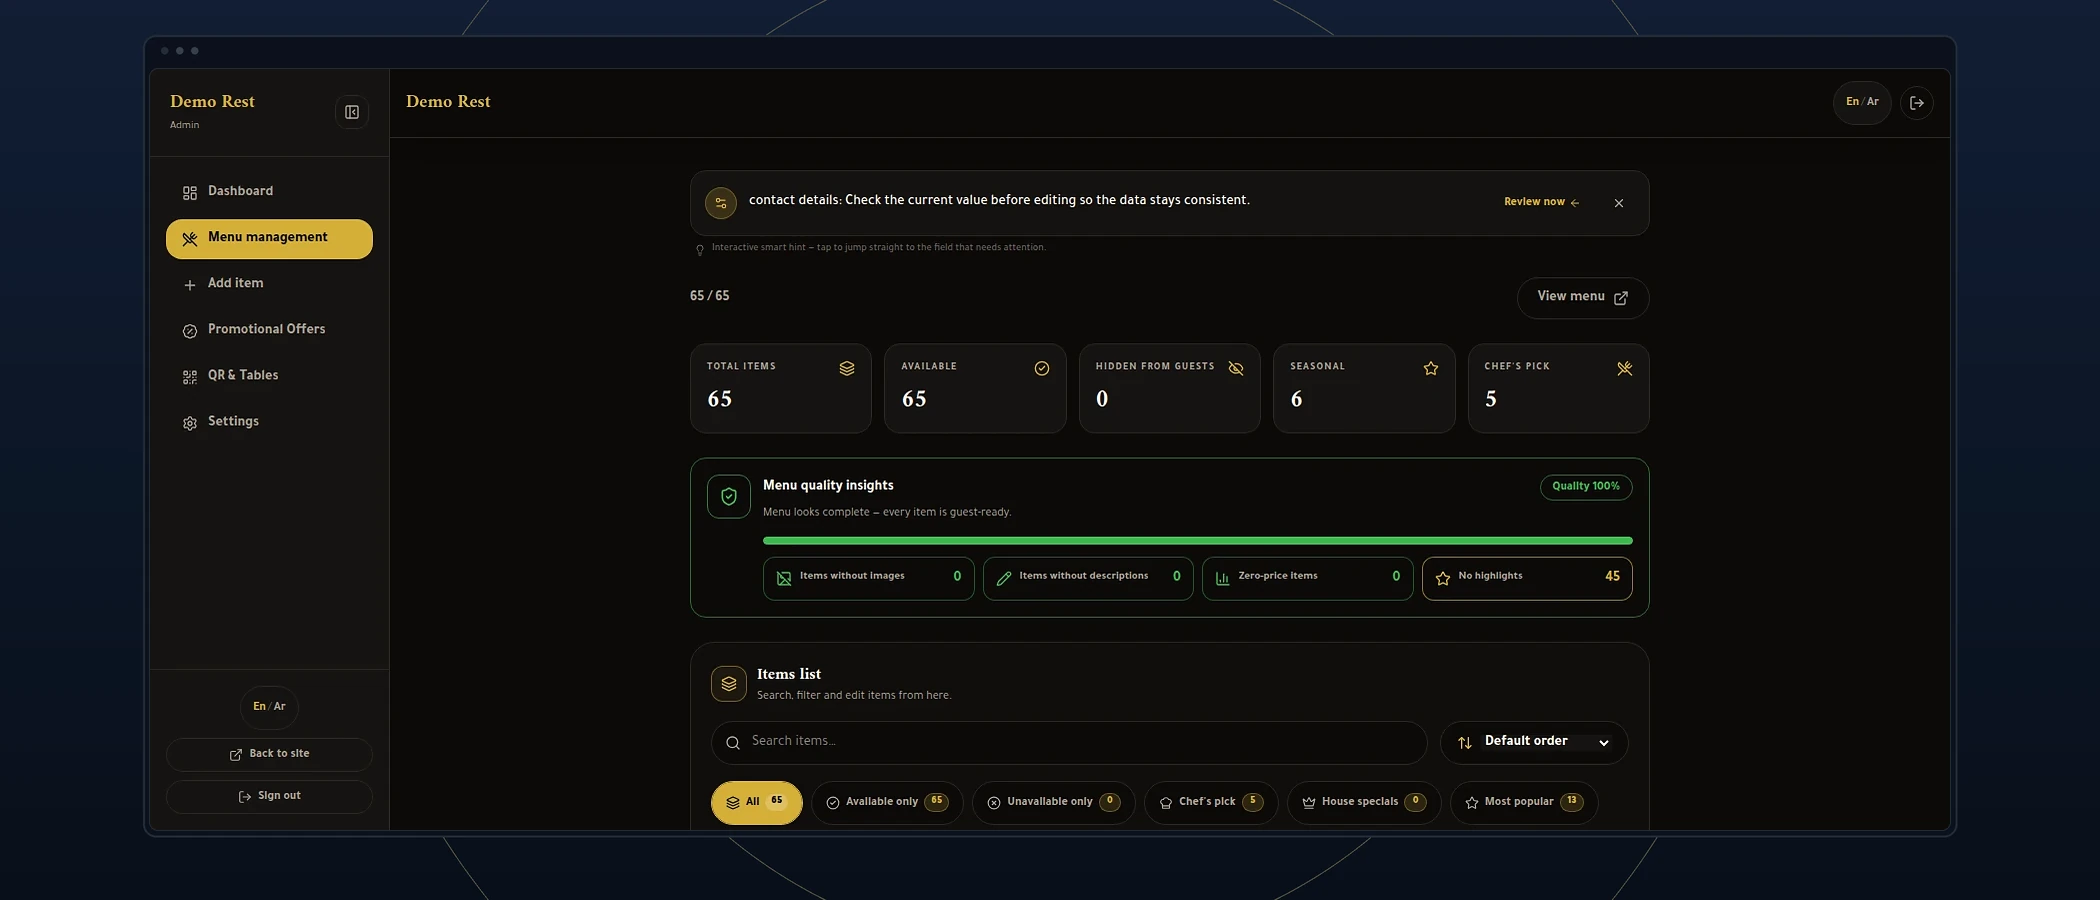 Demo Rest
Admin
Dashboard
Menu management
Add item
Promotional Offers
QR & Tables
Settings
En / Ar
Back to site
Sign out
Demo Rest
En / Ar
contact details: Check the current value before editing so the data stays consistent.
Review now ←
Interactive smart hint – tap to jump straight to the field that needs attention.
65 / 65
View menu
TOTAL ITEMS
65
AVAILABLE
65
HIDDEN FROM GUESTS
0
SEASONAL
6
CHEF'S PICK
5
Menu quality insights
Menu looks complete – every item is guest-ready.
Quality 100%
Items without images 0
Items without descriptions 0
Zero-price items 0
No highlights 45
Items list
Search, filter and edit items from here.
Search items...
Default order
All 65
Available only 65
Unavailable only 0
Chef's pick 5
House specials 0
Most popular 13